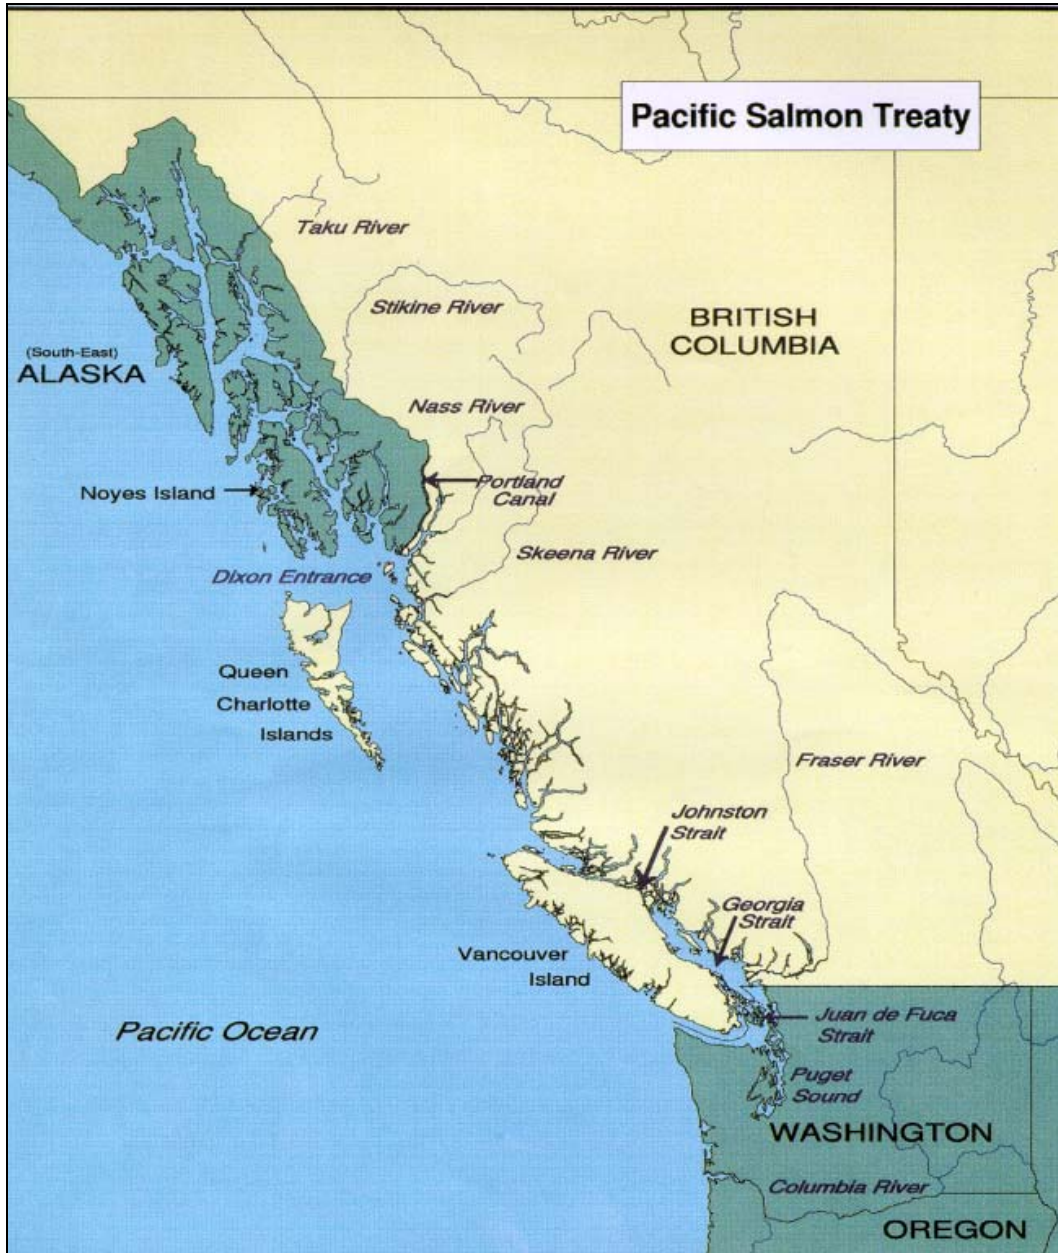 Pacific Salmon Treaty
Taku River
Stikine River
BRITISH
COLUMBIA
(South-East)
ALASKA
Nass River
Noyes Island
Portland
Canal
Skeena River
Dixon Entrance
Queen
Charlotte
Islands
Fraser River
Johnston
Strait
Georgia
Strait
Vancouver
Island
Pacific Ocean
Juan de Fuca
Strait
Puget
Sound
WASHINGTON
Columbia River
OREGON